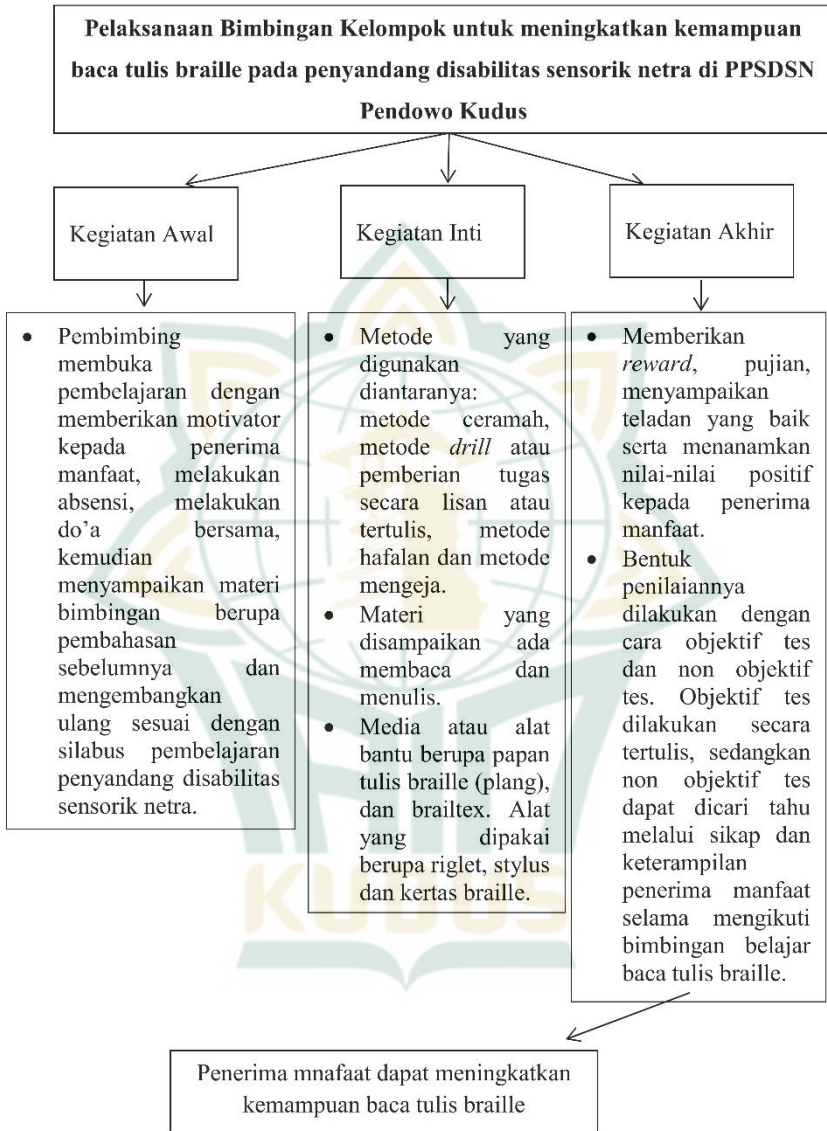 Pelaksanaan Bimbingan Kelompok untuk meningkatkan kemampuan
baca tulis braille pada penyandang disabilitas sensorik netra di PPSDSN
Pendowo Kudus
Kegiatan Awal
Kegiatan Inti
Kegiatan Akhir
• Pembimbing
membuka
pembelajaran dengan
memberikan motivator
kepada penerima
manfaat, melakukan
absensi, melakukan
do’a bersama,
kemudian
menyampaikan materi
bimbingan berupa
pembahasan
sebelumnya dan
mengembangkan
ulang sesuai dengan
silabus pembelajaran
penyandang disabilitas
sensorik netra.
• Metode yang
digunakan
diantaranya:
metode ceramah,
metode drill atau
pemberian tugas
secara lisan atau
tertulis, metode
hafalan dan metode
mengeja.
• Materi yang
disampaikan ada
membaca dan
menulis.
• Media atau alat
bantu berupa papan
tulis braille (plang),
dan brailtex. Alat
yang dipakai
berupa riglet, stylus
dan kertas braille.
• Memberikan
reward, pujian,
menyampaikan
teladan yang baik
serta menanamkan
nilai-nilai positif
kepada penerima
manfaat.
• Bentuk
penilaiannya
dilakukan dengan
cara objektif tes
dan non objektif
tes. Objektif tes
dilakukan secara
tertulis, sedangkan
non objektif tes
dapat dicari tahu
melalui sikap dan
keterampilan
penerima manfaat
selama mengikuti
bimbingan belajar
baca tulis braille.
KUDUS
Penerima mnafaat dapat meningkatkan
kemampuan baca tulis braille